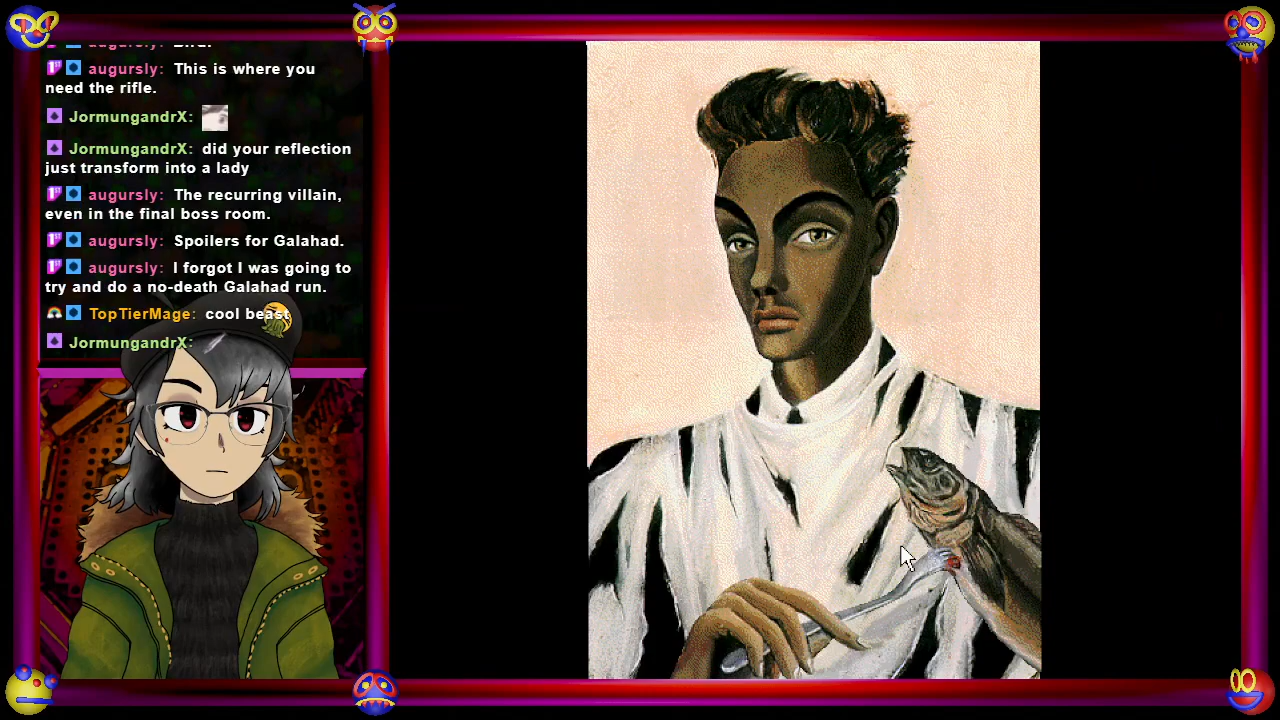 augursly: This is where you
need the rifle.
JormungandrX:
JormungandrX: did your reflection
just transform into a lady
augursly: The recurring villain,
even in the final boss room.
augursly: Spoilers for Galahad.
augursly: I forgot I was going to
try and do a no-death Galahad run.
TopTierMage: cool beast
JormungandrX: